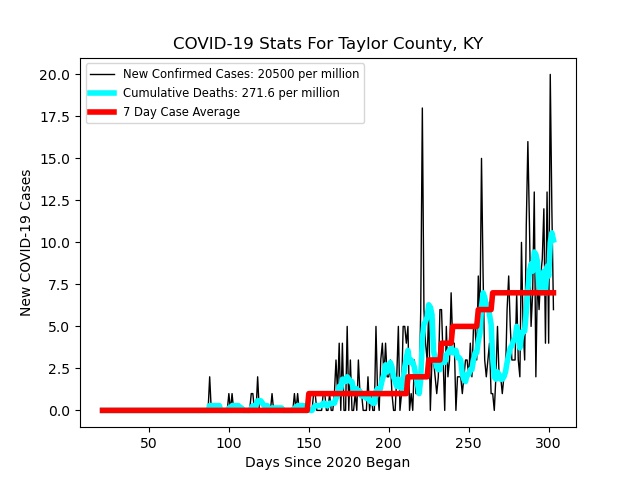 COVID-19 Stats For Taylor County, KY
New Confirmed Cases: 20500 per million
Cumulative Deaths: 271.6 per million
7 Day Case Average
20.0
17.5
15.0
12.5
10.0
7.5
5.0
2.5
0.0
New COVID-19 Cases
50 100 150 200 250 300
Days Since 2020 Began